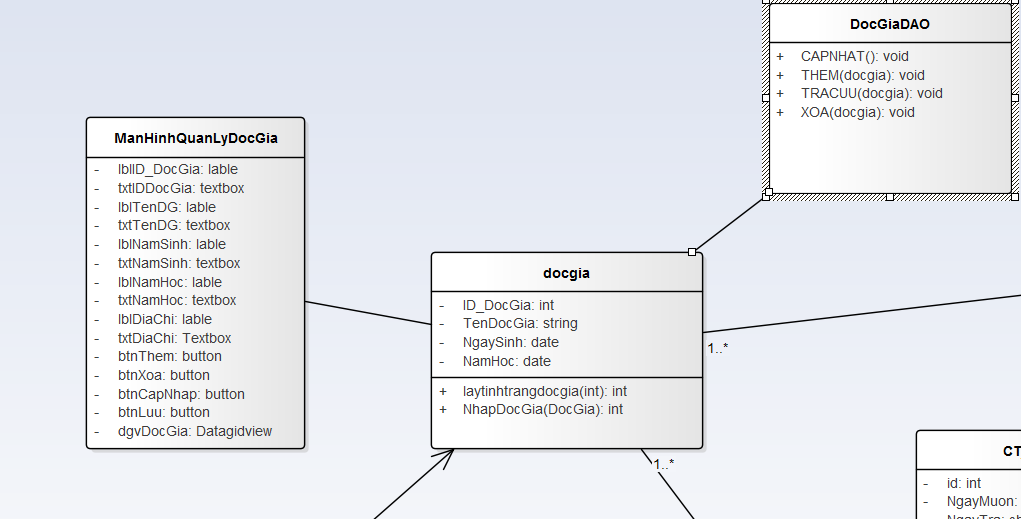 DocGiaDAO
+ CAPNHAT(): void
+ THEM(docgia): void
+ TRACUU(docgia): void
+ XOA(docgia): void
ManHinhQuanLyDocGia
- lblID_DocGia: lable
- txtIDDocGia: textbox
- lblTenDG: lable
- txtTenDG: textbox
- lblNamSinh: lable
- txtNamSinh: textbox
- lblNamHoc: lable
- txtNamHoc: textbox
- lblDiaChi: lable
- txtDiaChi: Textbox
- btnThem: button
- btnXoa: button
- btnCapNhap: button
- btnLuu: button
- dgvDocGia: Datagidview
docgia
- ID_DocGia: int
- TenDocGia: string
- NgaySinh: date
- NamHoc: date
+ laytinhtrangdocgia(int): int
+ NhapDocGia(DocGia): int
1..*
1..*
CT
- id: int
- NgayMuon: